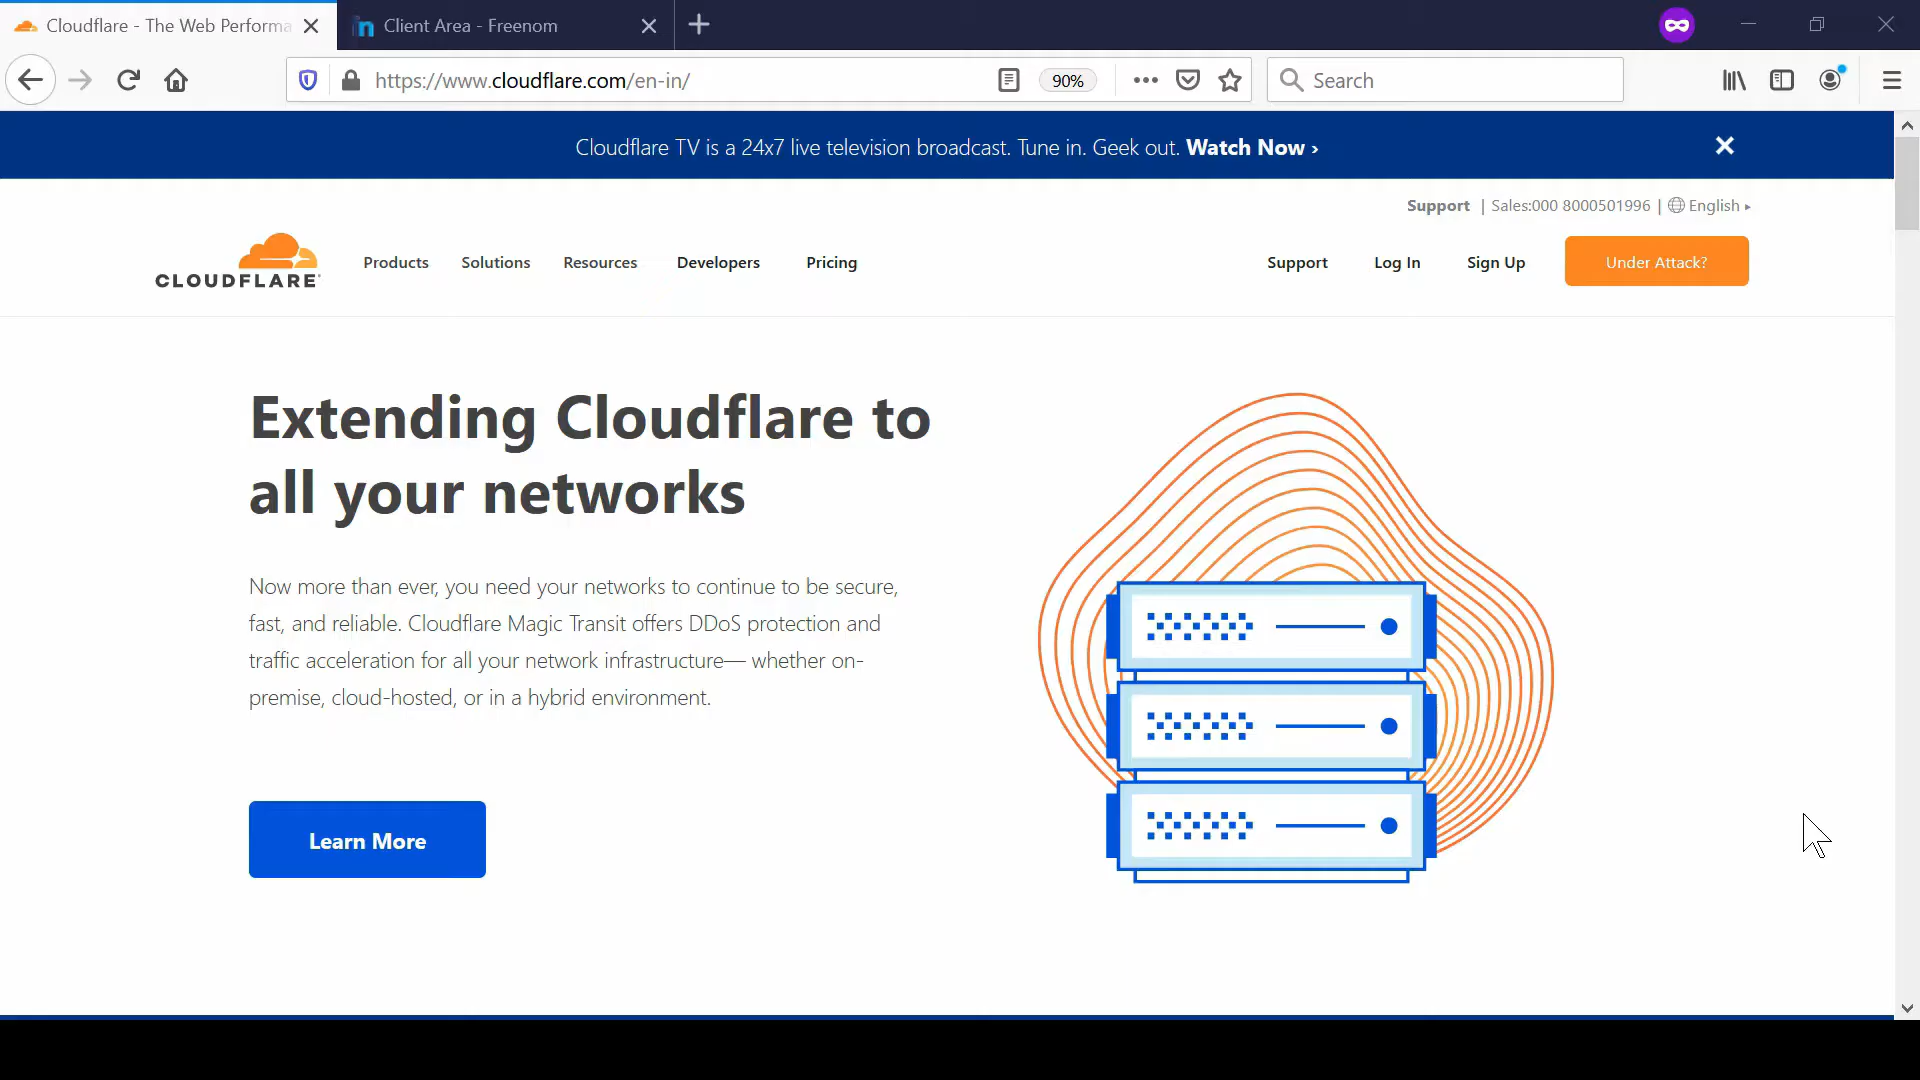 Cloudflare - The Web Performa
Client Area - Freenom
https://www.cloudflare.com/en-in/
90%
Search
Cloudflare TV is a 24x7 live television broadcast. Tune in. Geek out. Watch Now ›
Support | Sales:000 8000501996 | English ▸
CLOUDFLARE
Products Solutions Resources Developers Pricing
Support Log In Sign Up Under Attack?
Extending Cloudflare to
all your networks
Now more than ever, you need your networks to continue to be secure,
fast, and reliable. Cloudflare Magic Transit offers DDoS protection and
traffic acceleration for all your network infrastructure— whether on-
premise, cloud-hosted, or in a hybrid environment.
Learn More